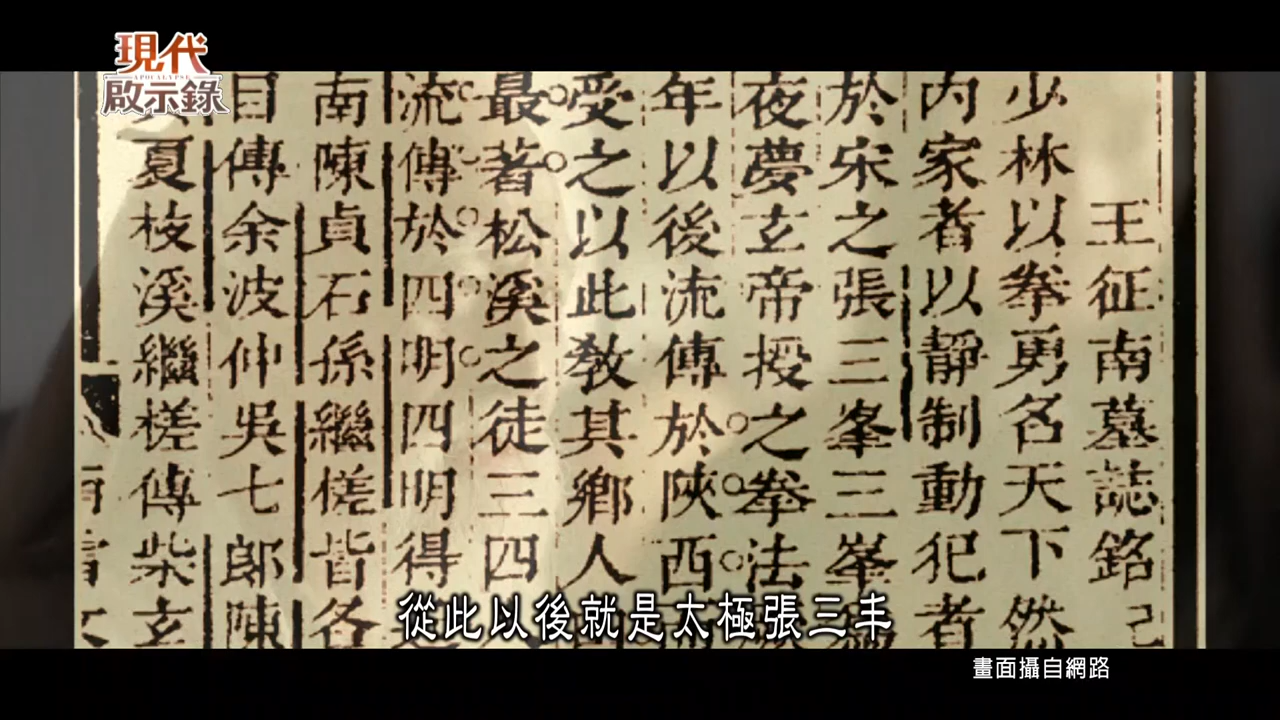 現代
APOCALYPSE
啟示錄
王征南墓誌銘 己
少林以拳勇名天下然
内家者以靜制動犯者
於宋之張三峯三峯為
夜夢玄帝授之拳法
年以後流傳於陝西
受之以此教其鄉人
最著松溪之徒三四
流傳於四明四明得
南陳貞石孫繼槎皆各
目傳余波仲吳七郎陳
夏枝溪繼槎傳柴玄
從此以後就是太極張三丰
畫面攝自網路